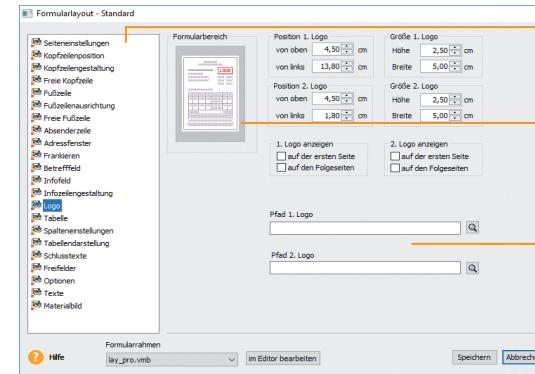 Formularlayout - Standard
Seiteneinstellungen
Kopfzeilenposition
Kopfzeilengestaltung
Freie Kopfzeile
Fußzeile
Fußzeilenausrichtung
Freie Fußzeile
Absenderzeile
Adressfenster
Frankieren
Betrefffeld
Infofeld
Infozeilengestaltung
Logo
Tabelle
Spalteneinstellungen
Tabellendarstellung
Schlusstexte
Freifelder
Optionen
Texte
Materialbild
Formularbereich
LOGO
Position 1. Logo
von oben 4,50 cm
von links 13,80 cm
Größe 1. Logo
Höhe 2,50 cm
Breite 5,00 cm
Position 2. Logo
von oben 4,50 cm
von links 1,80 cm
Größe 2. Logo
Höhe 2,50 cm
Breite 5,00 cm
1. Logo anzeigen
auf der ersten Seite
auf den Folgeseiten
2. Logo anzeigen
auf der ersten Seite
auf den Folgeseiten
Pfad 1. Logo
Pfad 2. Logo
? Hilfe
Formularrahmen
lay_pro.vmb
im Editor bearbeiten
Speichern
Abbreche